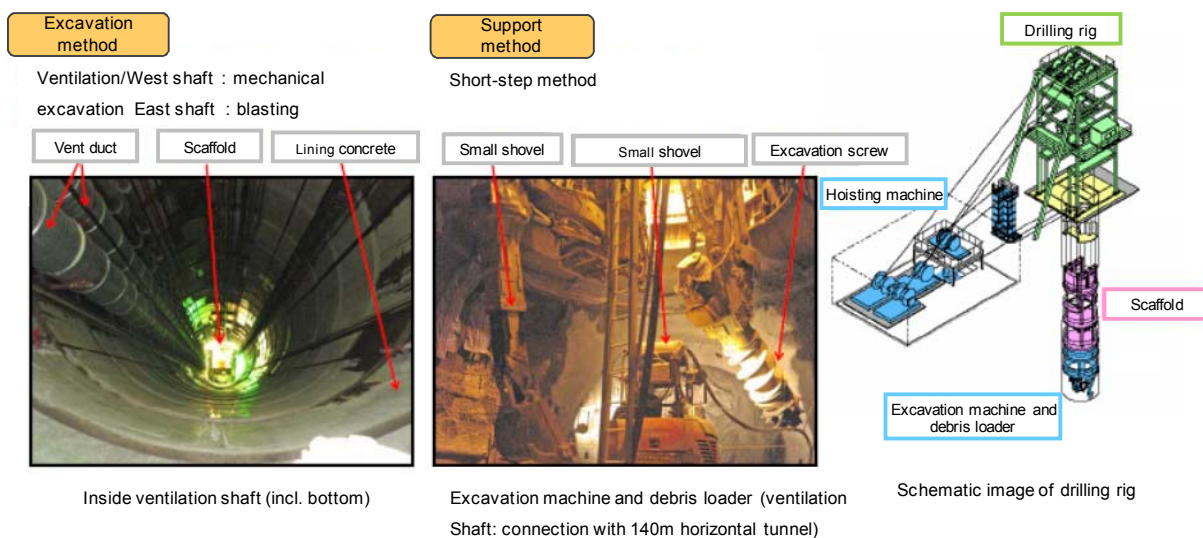 Excavation
method
Ventilation/West shaft : mechanical
excavation East shaft : blasting
Vent duct
Scaffold
Lining concrete
Inside ventilation shaft (incl. bottom)
Support
method
Short-step method
Small shovel
Small shovel
Excavation screw
Excavation machine and debris loader (ventilation
Shaft: connection with 140m horizontal tunnel)
Drilling rig
Hoisting machine
Scaffold
Excavation machine and
debris loader
Schematic image of drilling rig